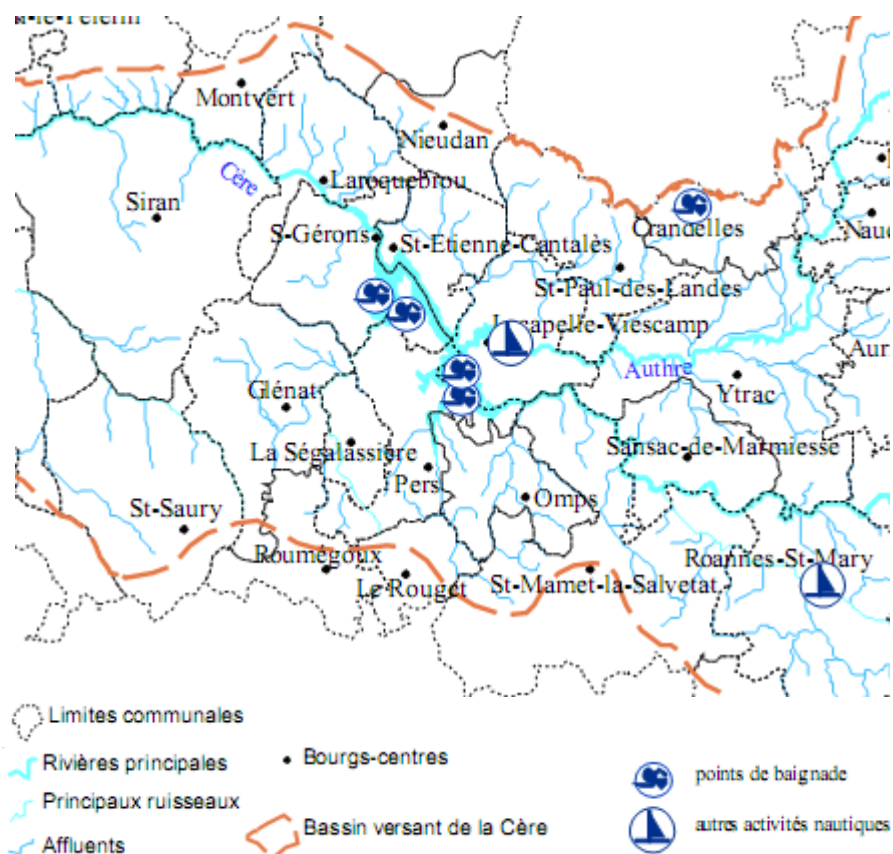 Montvert
Nieudan
Cère
Laroquebrou
Siran
Crandelles
S-Gérons
St-Etienne-Cantalès
St-Paul-des-Landes
Lacapelle-Viescamp
Authre
Ytrac
Glénat
La Ségalassière
Sansac-de-Marmiesse
Pers
Omps
St-Saury
Roumégoux
Le Rouget
St-Mamet-la-Salvetat
Roannes-St-Mary
Limites communales
Rivières principales
Bourgs-centres
Principaux ruisseaux
points de baignade
Affluents
Bassin versant de la Cère
autres activités nautiques